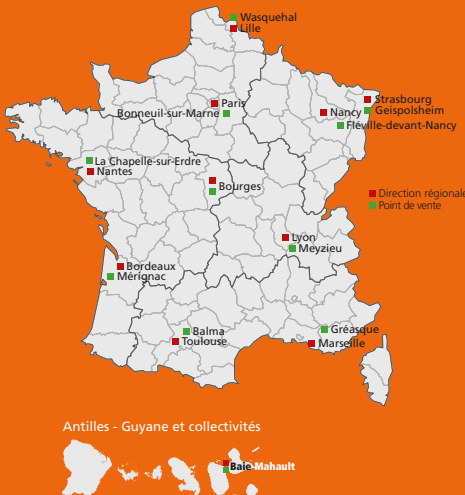 Wasquehal
Lille
Paris
Bonneuil-sur-Marne
Strasbourg
Geispolsheim
Nancy
Fléville-devant-Nancy
La Chapelle-sur-Erdre
Nantes
Bourges
Direction régionale
Point de vente
Lyon
Meyzieu
Bordeaux
Mérignac
Balma
Toulouse
Gréasque
Marseille
Antilles - Guyane et collectivités
Baie-Mahault